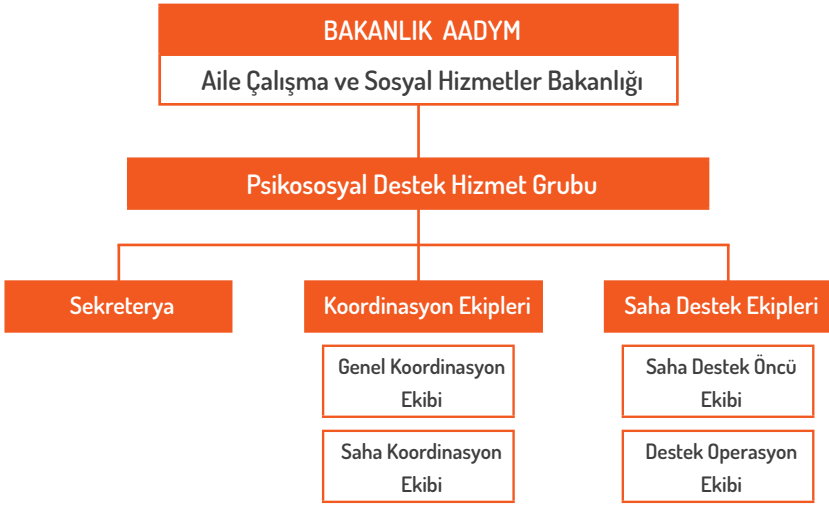 BAKANLIK AADYM
Aile Çalışma ve Sosyal Hizmetler Bakanlığı
Psikososyal Destek Hizmet Grubu
Sekreterya
Koordinasyon Ekipleri
Genel Koordinasyon
Ekibi
Saha Koordinasyon
Ekibi
Saha Destek Ekipleri
Saha Destek Öncü
Ekibi
Destek Operasyon
Ekibi